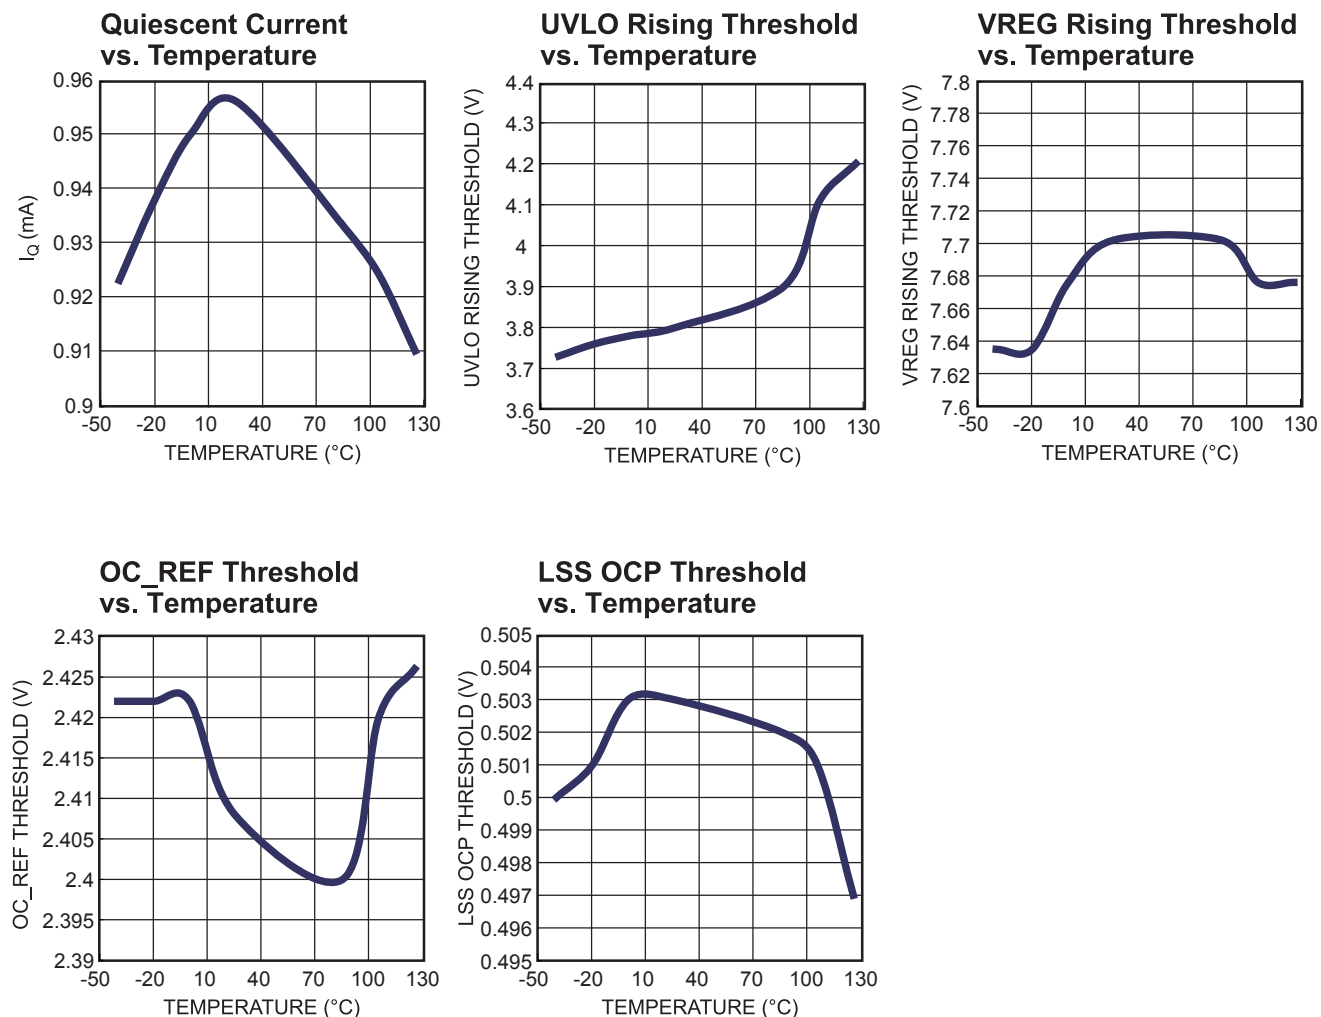 Quiescent Current
vs. Temperature
I_Q (mA)
0.96
0.95
0.94
0.93
0.92
0.91
0.9
-50 -20 10 40 70 100 130
TEMPERATURE (°C)
UVLO Rising Threshold
vs. Temperature
UVLO RISING THRESHOLD (V)
4.4
4.3
4.2
4.1
4
3.9
3.8
3.7
3.6
-50 -20 10 40 70 100 130
TEMPERATURE (°C)
VREG Rising Threshold
vs. Temperature
VREG RISING THRESHOLD (V)
7.8
7.78
7.76
7.74
7.72
7.7
7.68
7.66
7.64
7.62
7.6
-50 -20 10 40 70 100 130
TEMPERATURE (°C)
OC_REF Threshold
vs. Temperature
OC_REF THRESHOLD (V)
2.43
2.425
2.42
2.415
2.41
2.405
2.4
2.395
2.39
-50 -20 10 40 70 100 130
TEMPERATURE (°C)
LSS OCP Threshold
vs. Temperature
LSS OCP THRESHOLD (V)
0.505
0.504
0.503
0.502
0.501
0.5
0.499
0.498
0.497
0.496
0.495
-50 -20 10 40 70 100 130
TEMPERATURE (°C)